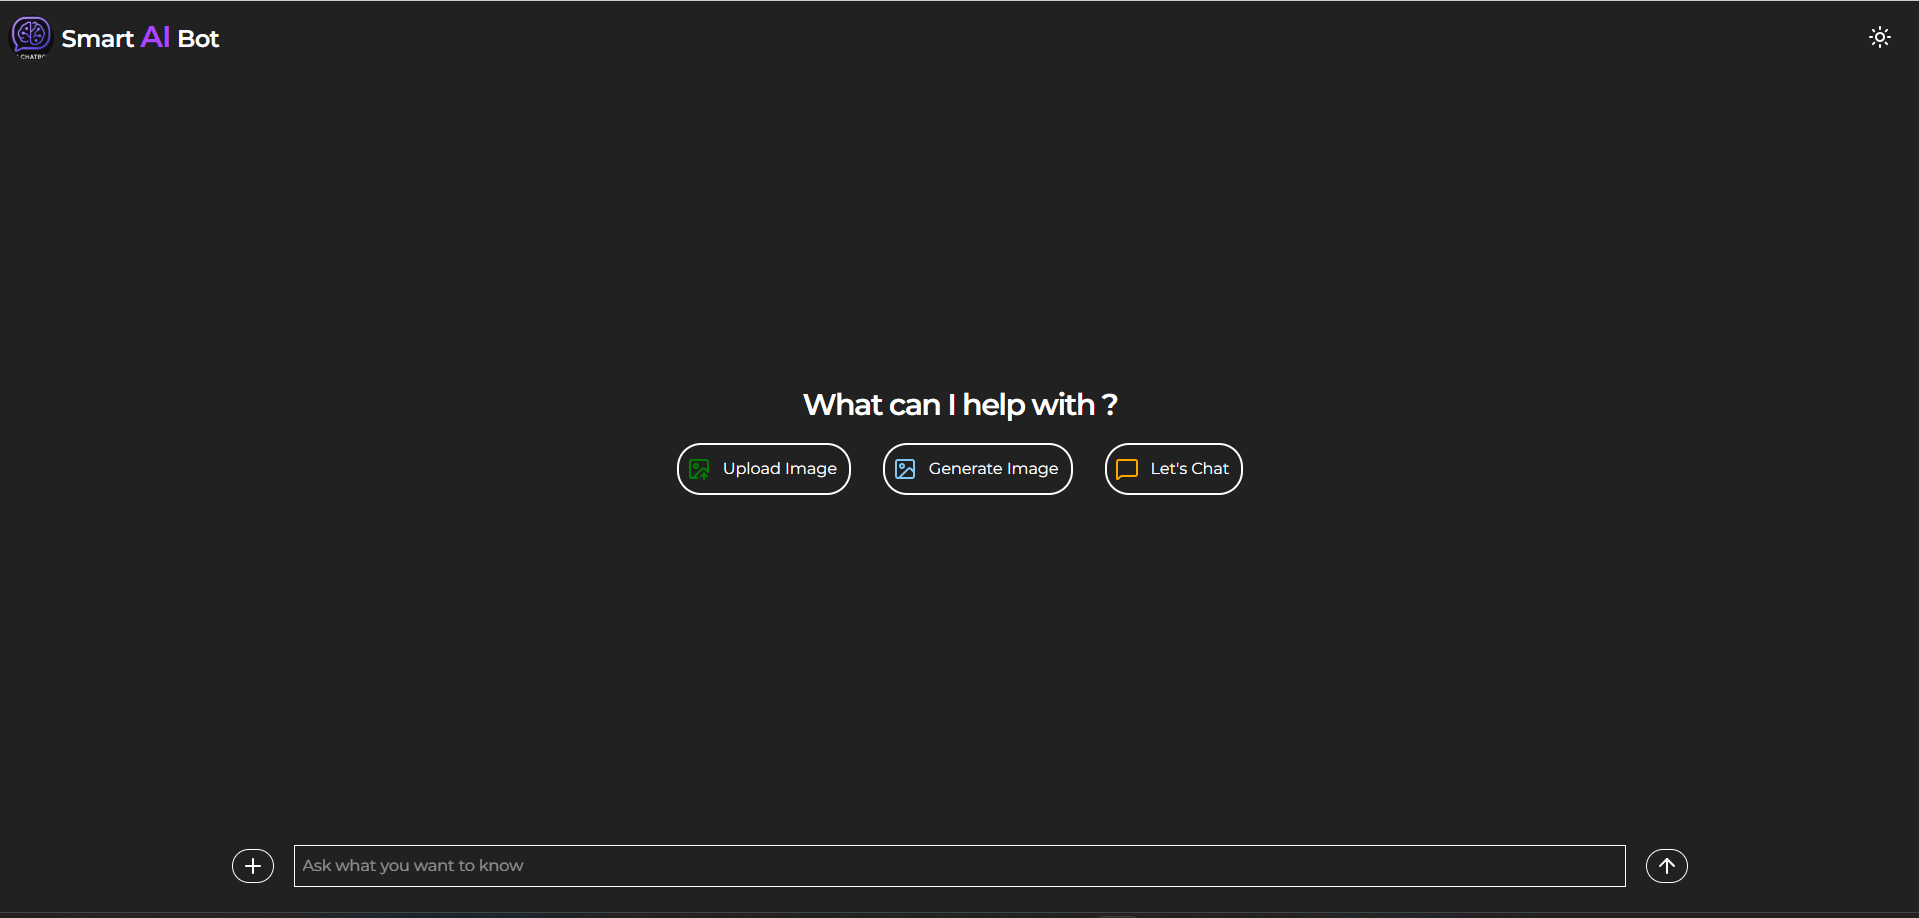 Smart AI Bot
What can I help with ?
Upload Image
Generate Image
Let's Chat
Ask what you want to know